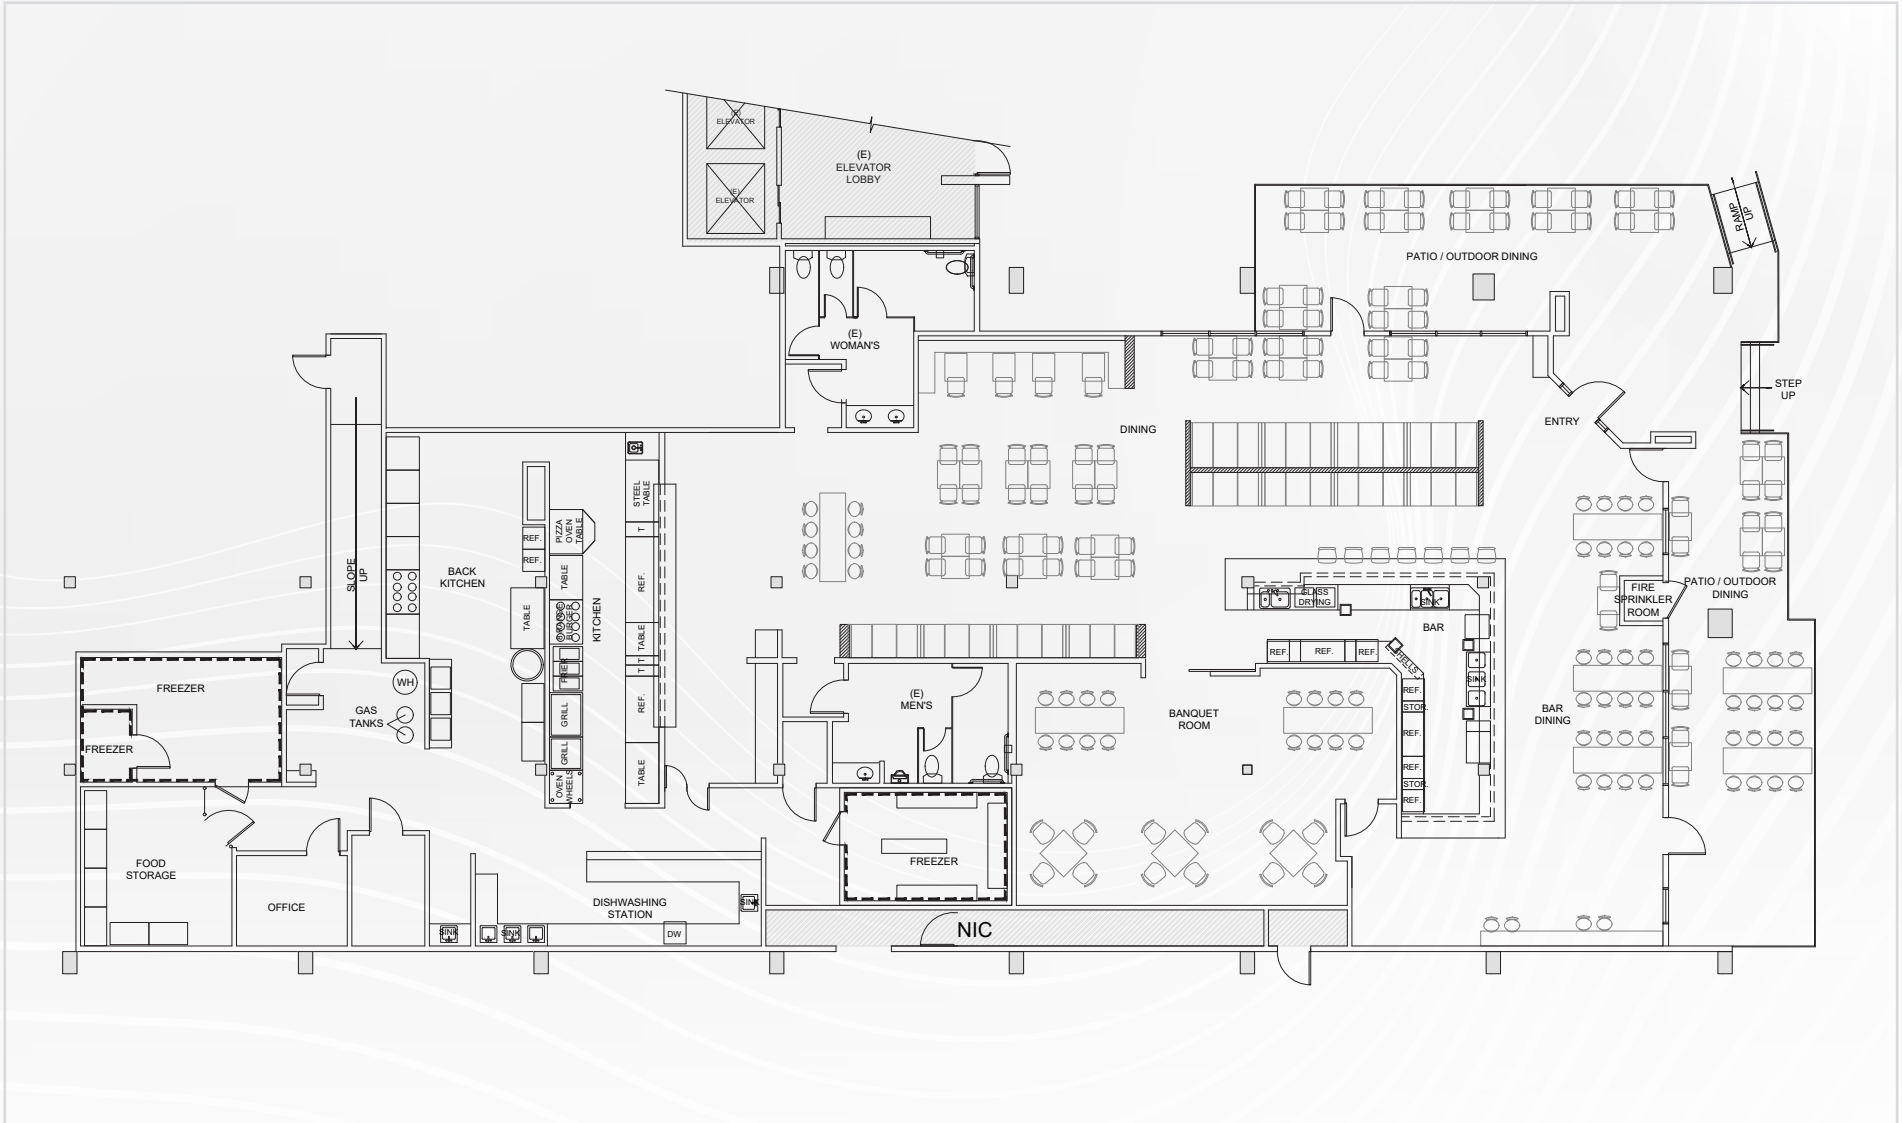 (E)
ELEVATOR
(E)
ELEVATOR
(E)
ELEVATOR
LOBBY
RAMP
UP
PATIO / OUTDOOR DINING
(E)
WOMAN'S
STEP
UP
ENTRY
DINING
SLOPE
UP
BACK
KITCHEN
REF.
REF.
PIZZA
OVEN
TABLE
TABLE
TABLE
BURGER
FRIER
GRILL
GRILL
OVEN
WHEELS
KITCHEN
STEEL
TABLE
T
REF.
TABLE
T
T
REF.
TABLE
GLASS
DRYING
SINK
BAR
REF.
REF.
REF.
SHELLS
SINK
REF.
STOR.
REF.
REF.
STOR.
REF.
FIRE
SPRINKLER
ROOM
PATIO / OUTDOOR
DINING
FREEZER
FREEZER
WH
GAS
TANKS
(E)
MEN'S
BANQUET
ROOM
BAR
DINING
FOOD
STORAGE
OFFICE
DISHWASHING
STATION
SINK
SINK
SINK
DW
FREEZER
NIC